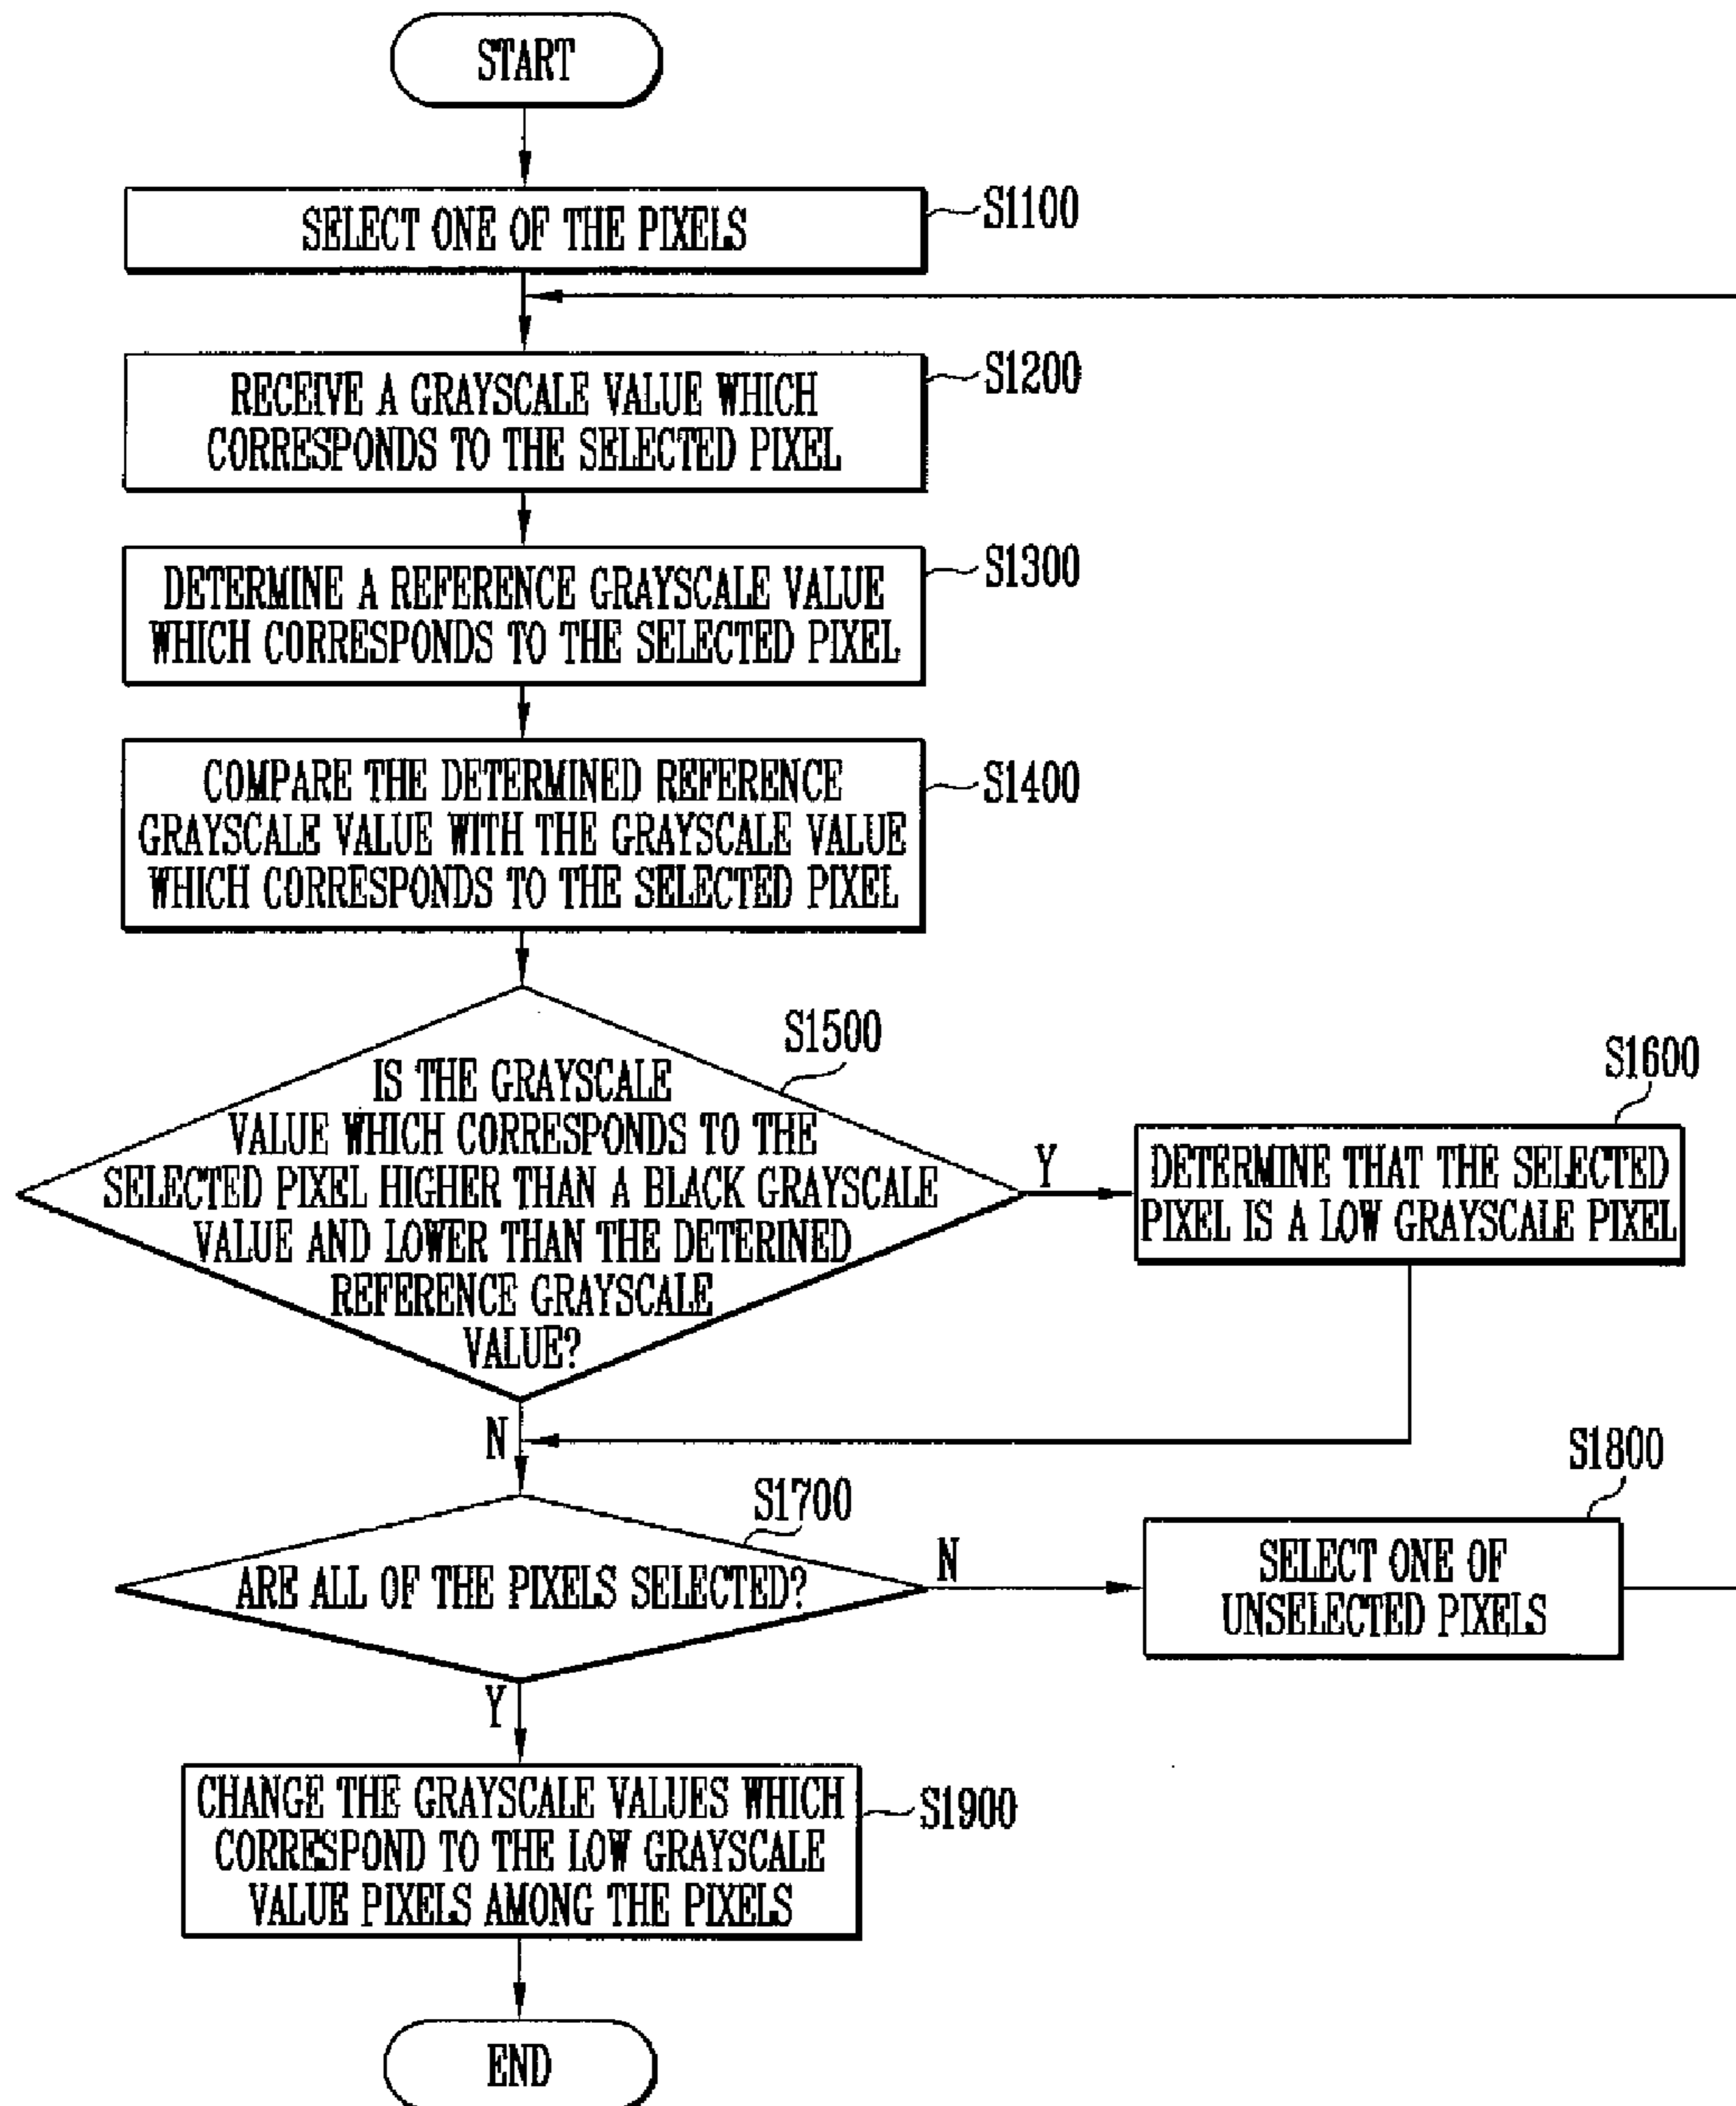 START
SELECT ONE OF THE PIXELS
S1100
RECEIVE A GRAYSCALE VALUE WHICH
CORRESPONDS TO THE SELECTED PIXEL
S1200
DETERMINE A REFERENCE GRAYSCALE VALUE
WHICH CORRESPONDS TO THE SELECTED PIXEL
S1300
COMPARE THE DETERMINED REFERENCE
GRAYSCALE VALUE WITH THE GRAYSCALE VALUE
WHICH CORRESPONDS TO THE SELECTED PIXEL
S1400
IS THE GRAYSCALE
VALUE WHICH CORRESPONDS TO THE
SELECTED PIXEL HIGHER THAN A BLACK GRAYSCALE
VALUE AND LOWER THAN THE DETERINED
REFERENCE GRAYSCALE
VALUE?
S1500
Y
S1600
DETERMINE THAT THE SELECTED
PIXEL IS A LOW GRAYSCALE PIXEL
N
ARE ALL OF THE PIXELS SELECTED?
S1700
N
S1800
SELECT ONE OF
UNSELECTED PIXELS
Y
CHANGE THE GRAYSCALE VALUES WHICH
CORRESPOND TO THE LOW GRAYSCALE
VALUE PIXELS AMONG THE PIXELS
S1900
END